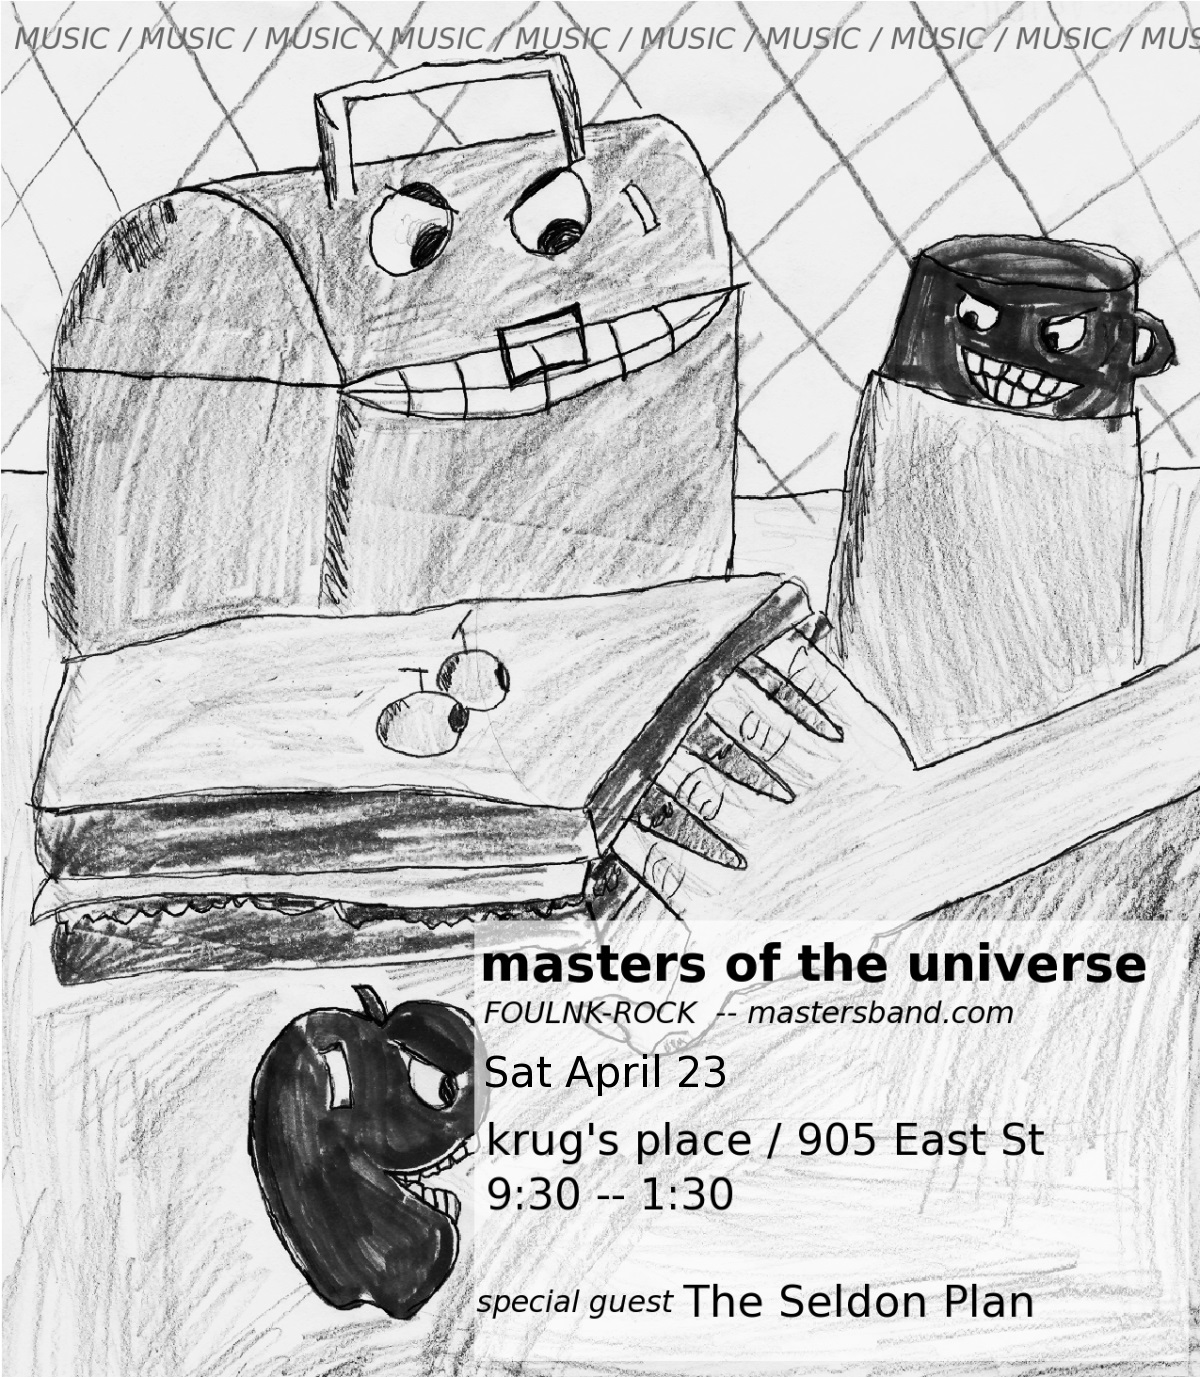 MUSIC / MUSIC / MUSIC / MUSIC / MUSIC / MUSIC / MUSIC / MUSIC / MUSIC / MUS
masters of the universe
FOULNK-ROCK -- mastersband.com
Sat April 23
krug's place / 905 East St
9:30 -- 1:30
special guest The Seldon Plan